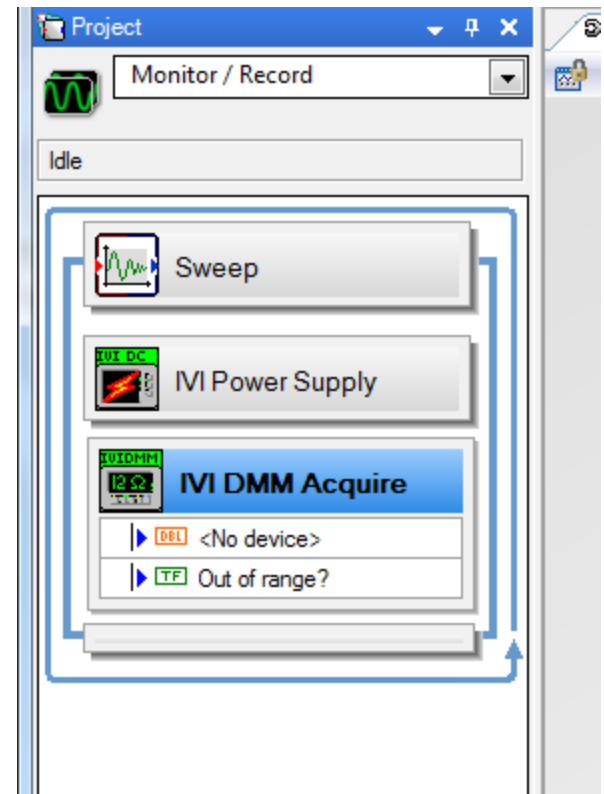 Project
Monitor / Record
Idle
Sweep
IVI DC
IVI Power Supply
IVIDMM
12 Ω
IVI DMM Acquire
DBL <No device>
TF Out of range?